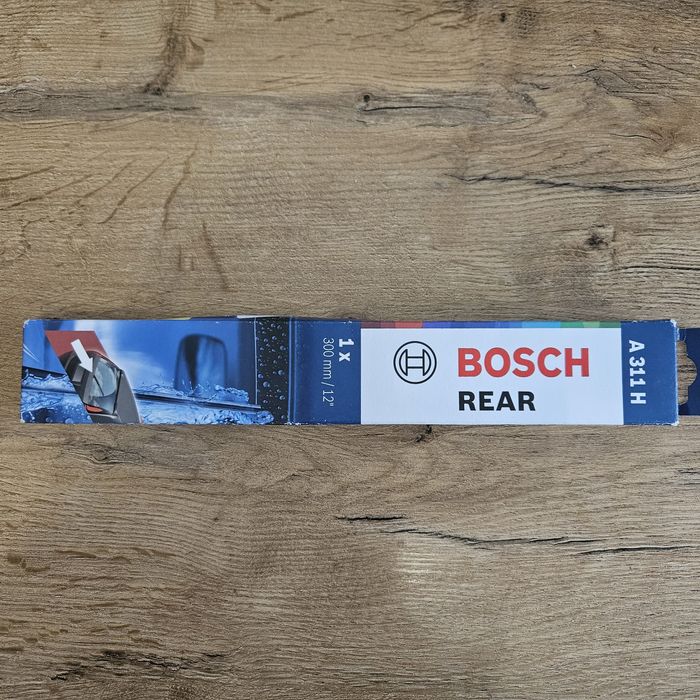 1 x
300 mm / 12"
BOSCH
REAR
A 311 H